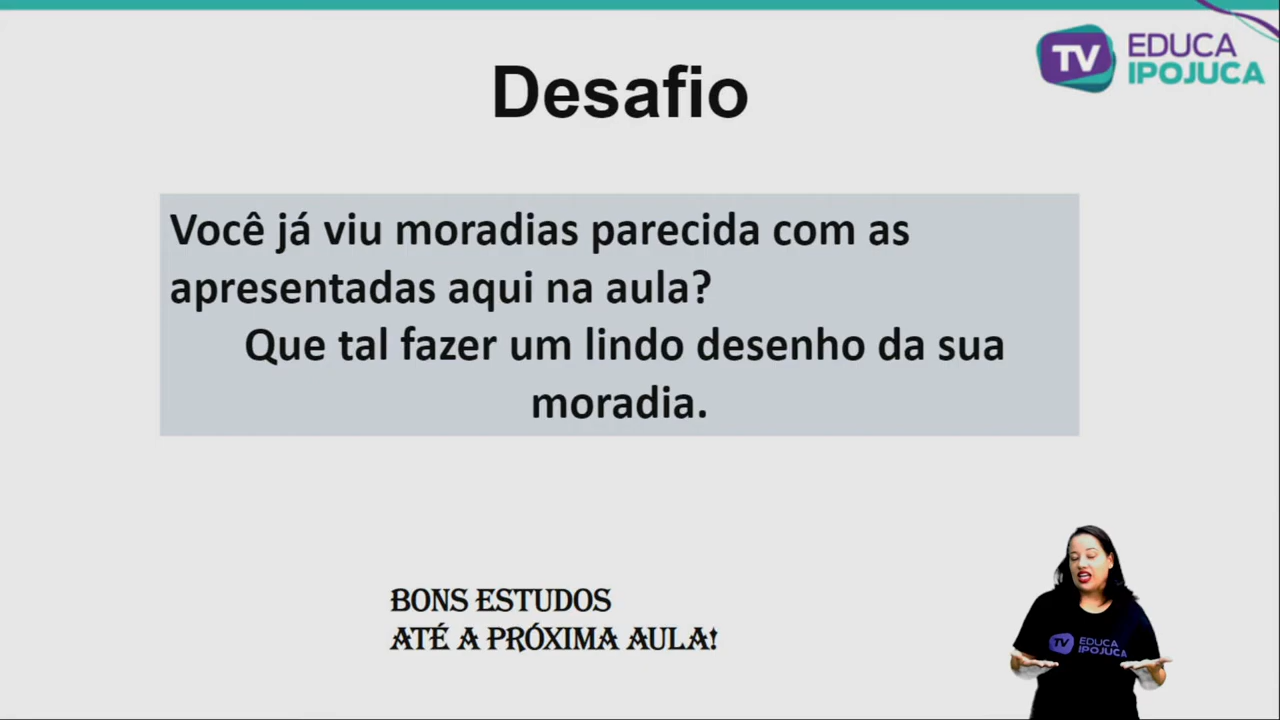 TV EDUCA
IPOJUCA
Desafio
Você já viu moradias parecida com as
apresentadas aqui na aula?
Que tal fazer um lindo desenho da sua
moradia.
BONS ESTUDOS
ATÉ A PRÓXIMA AULA!
TV EDUCA
IPOJUCA